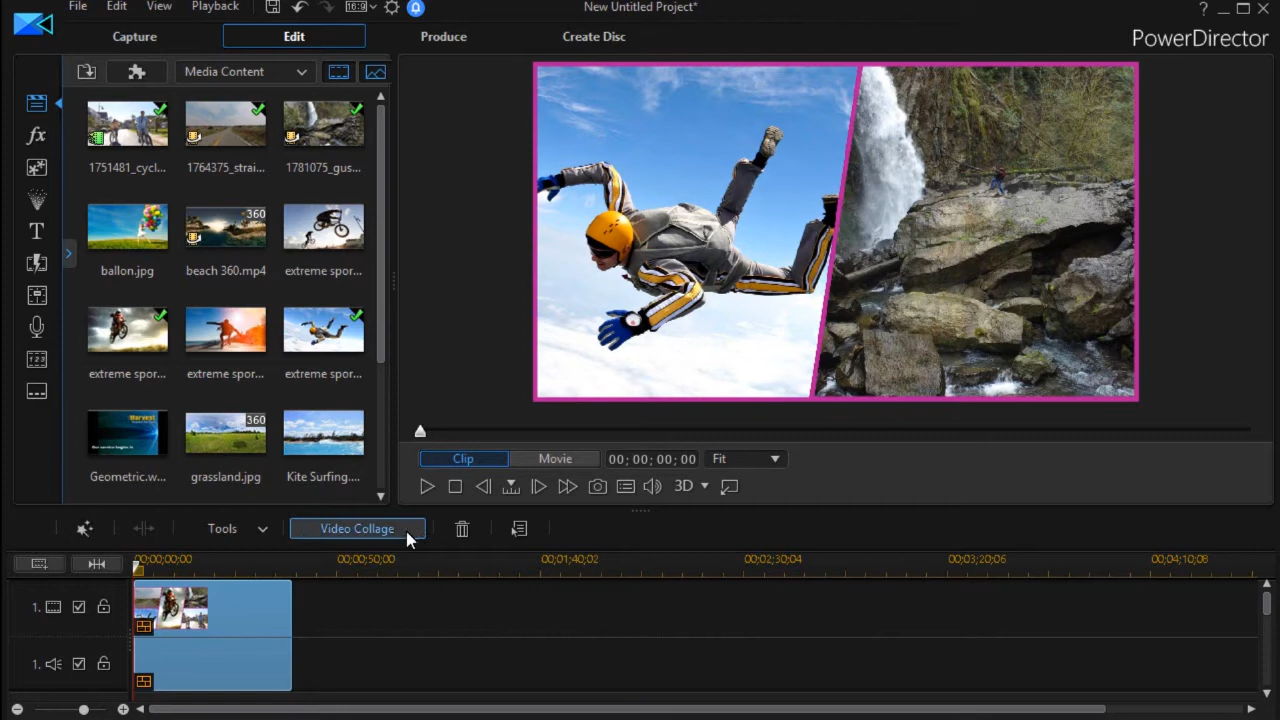 File Edit View Playback 16:9 New Untitled Project* ?
Capture Edit Produce Create Disc PowerDirector
Media Content
fx
1751481_cycl... 1764375_strai... 1781075_gus...
T
360
ballon.jpg beach 360.mp4 extreme spor...
123
extreme spor... extreme spor... extreme spor...
Harvest 360
Geometric.w... grassland.jpg Kite Surfing....
Clip Movie 00;00;00;00 Fit
3D
Tools Video Collage
00;00;00;00 00;00;50;00 00;01;40;02 00;02;30;04 00;03;20;06 00;04;10;08
1.
1.